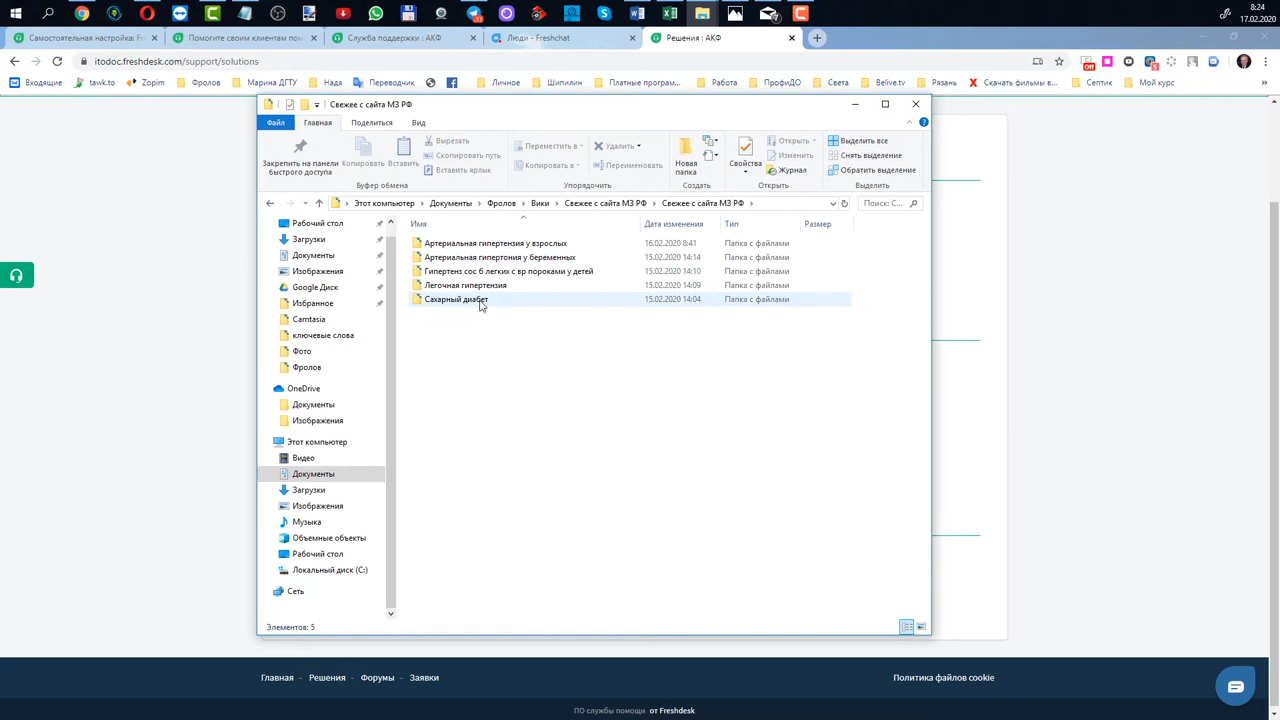 8:24
17.02.2020
Самостоятельная настройка: Fr
Помогите своим клиентам пом
Служба поддержки : АКФ
Люди - Freshchat
Решения : АКФ
itodoc.freshdesk.com/support/solutions
Входящие
tawk.to
Zopim
Фролов
Марина ДГТУ
Надя
Переводчик
Личное
Шипилин
Платные програм...
Работа
ПрофиДО
Света
Belive.tv
Рязань
Скачать фильмы в...
Септик
Мой курс
Свежее с сайта МЗ РФ
Файл
Главная
Поделиться
Вид
Закрепить на панели
быстрого доступа
Копировать
Вставить
Вырезать
Скопировать путь
Вставить ярлык
Буфер обмена
Переместить в
Копировать в
Удалить
Переименовать
Упорядочить
Новая
папка
Создать
Свойства
Открыть
Изменить
Журнал
Открыть
Выделить все
Снять выделение
Обратить выделение
Выделить
Этот компьютер
Документы
Фролов
Вики
Свежее с сайта МЗ РФ
Свежее с сайта МЗ РФ
Поиск: С...
Рабочий стол
Загрузки
Документы
Изображения
Google Диск
Избранное
Camtasia
ключевые слова
Фото
Фролов
OneDrive
Документы
Изображения
Этот компьютер
Видео
Документы
Загрузки
Изображения
Музыка
Объемные объекты
Рабочий стол
Локальный диск (C:)
Сеть
Имя Дата изменения Тип Размер
Артериальная гипертензия у взрослых 16.02.2020 8:41 Папка с файлами
Артериальная гипертония у беременных 15.02.2020 14:14 Папка с файлами
Гипертенз сос б легких с вр пороками у детей 15.02.2020 14:10 Папка с файлами
Легочная гипертензия 15.02.2020 14:09 Папка с файлами
Сахарный диабет 15.02.2020 14:04 Папка с файлами
Элементов: 5
Главная - Решения - Форумы - Заявки
Политика файлов cookie
ПО службы помощи от Freshdesk